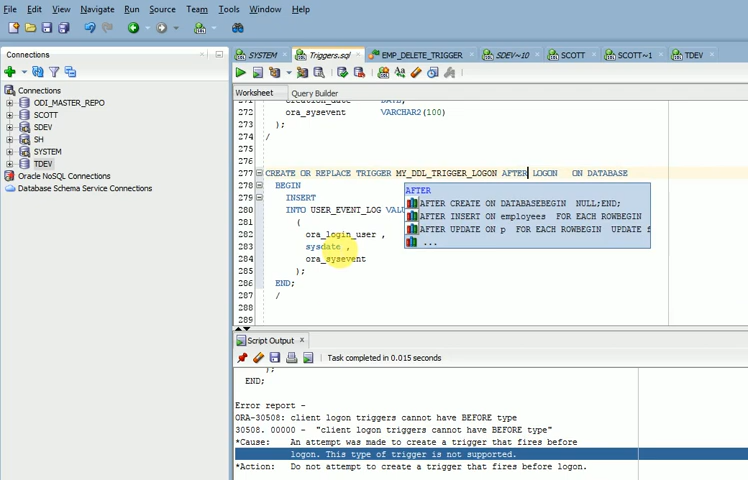 File Edit View Navigate Run Source Team Tools Window Help
Connections
Connections
ODI_MASTER_REPO
SCOTT
SDEV
SH
SYSTEM
TDEV
Oracle NoSQL Connections
Database Schema Service Connections
SYSTEM Triggers.sql EMP_DELETE_TRIGGER SDEV~10 SCOTT SCOTT~1 TDEV
Worksheet Query Builder
272 ora_sysevent VARCHAR2(100)
273 );
274 /
275
276
277 CREATE OR REPLACE TRIGGER MY_DDL_TRIGGER_LOGON AFTER LOGON ON DATABASE
278 BEGIN
279 INSERT
280 INTO USER_EVENT_LOG VALU
281 (
282 ora_login_user ,
283 sysdate ,
284 ora_sysevent
285 );
286 END;
287 /
288
289
AFTER
AFTER CREATE ON DATABASEBEGIN NULL;END;
AFTER INSERT ON employees FOR EACH ROWBEGIN
AFTER UPDATE ON p FOR EACH ROWBEGIN UPDATE f
...
Script Output
Task completed in 0.015 seconds
);
END;
Error report -
ORA-30508: client logon triggers cannot have BEFORE type
30508. 00000 - "client logon triggers cannot have BEFORE type"
*Cause: An attempt was made to create a trigger that fires before
logon. This type of trigger is not supported.
*Action: Do not attempt to create a trigger that fires before logon.